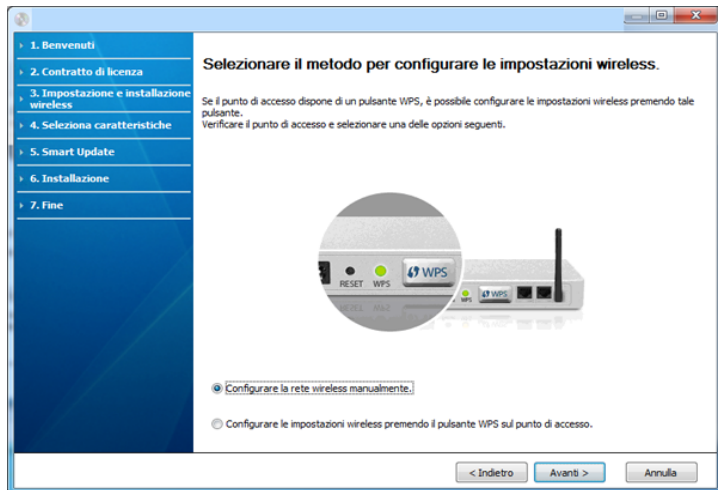 1. Benvenuti
2. Contratto di licenza
3. Impostazione e installazione
wireless
4. Seleziona caratteristiche
5. Smart Update
6. Installazione
7. Fine
Selezionare il metodo per configurare le impostazioni wireless.
Se il punto di accesso dispone di un pulsante WPS, è possibile configurare le impostazioni wireless premendo tale
pulsante.
Verificare il punto di accesso e selezionare una delle opzioni seguenti.
RESET WPS WPS
WPS WPS
Configurare la rete wireless manualmente.
Configurare le impostazioni wireless premendo il pulsante WPS sul punto di accesso.
< Indietro Avanti > Annulla